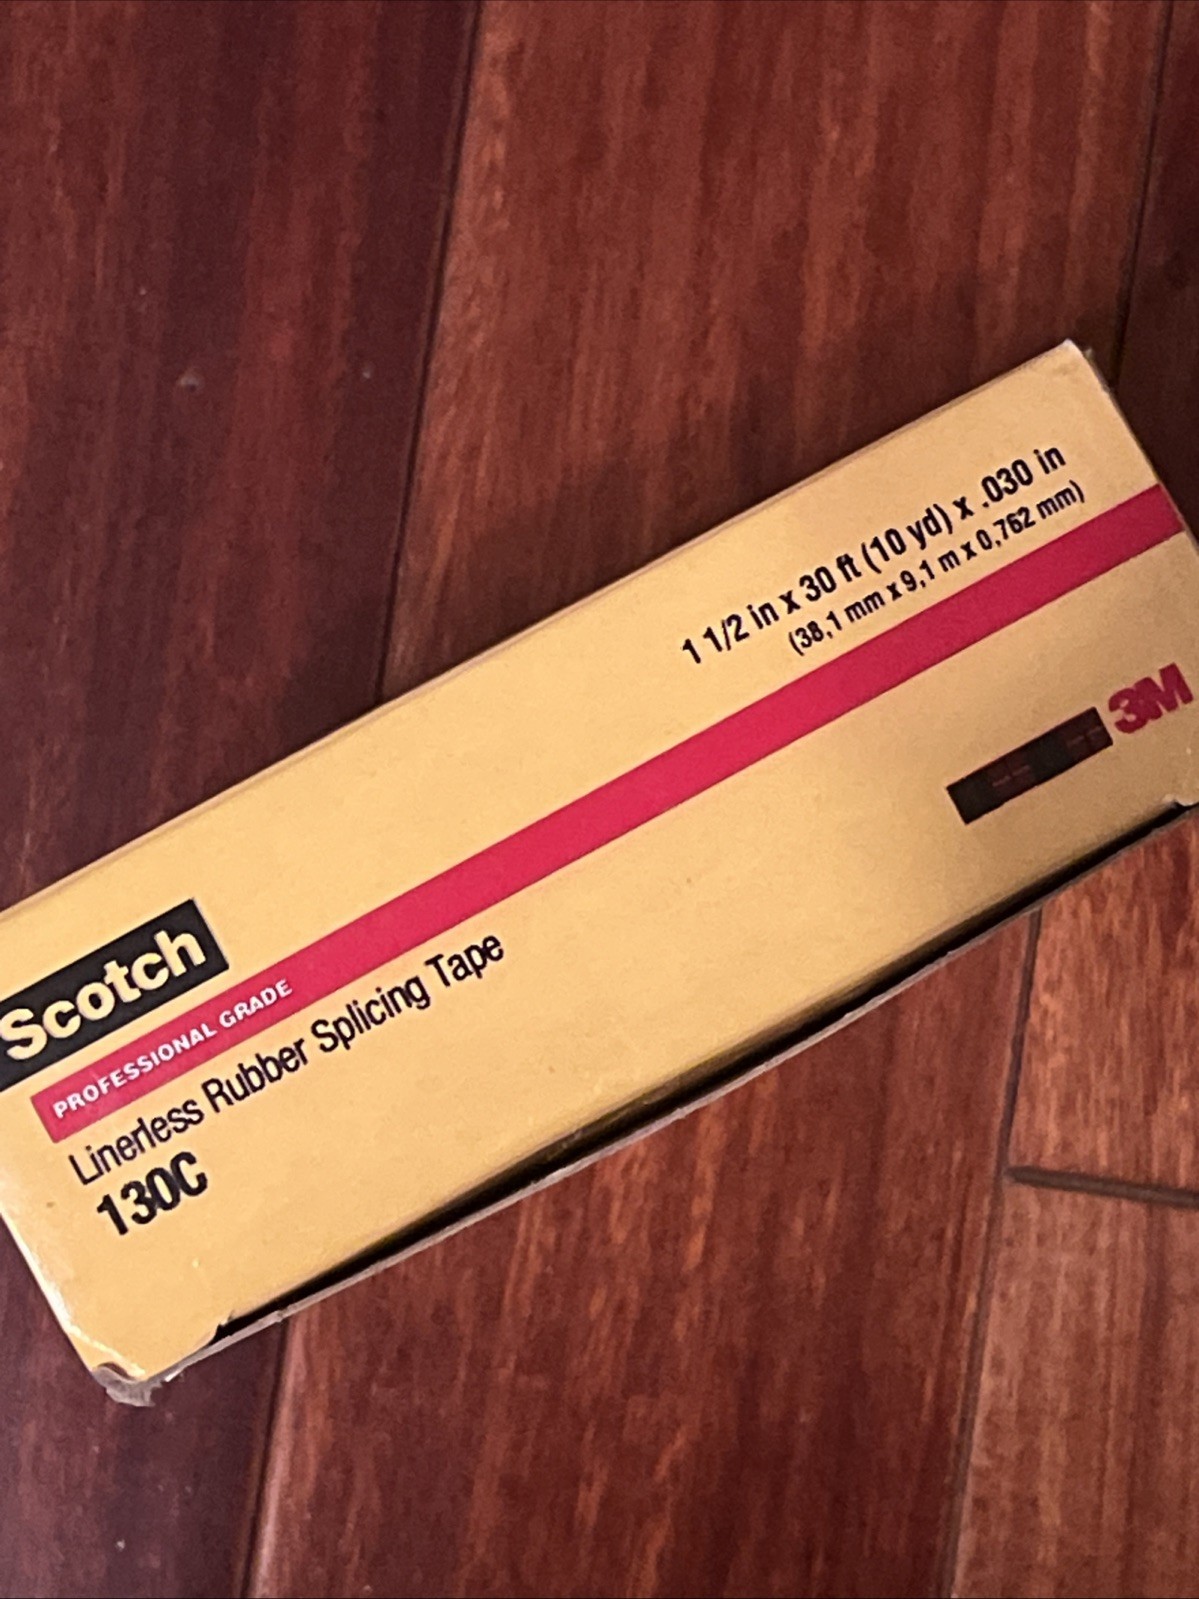 1 1/2 in x 30 ft (10 yd) x .030 in
(38,1 mm x 9,1 m x 0,762 mm)
3M
Scotch
PROFESSIONAL GRADE
Linerless Rubber Splicing Tape
130C